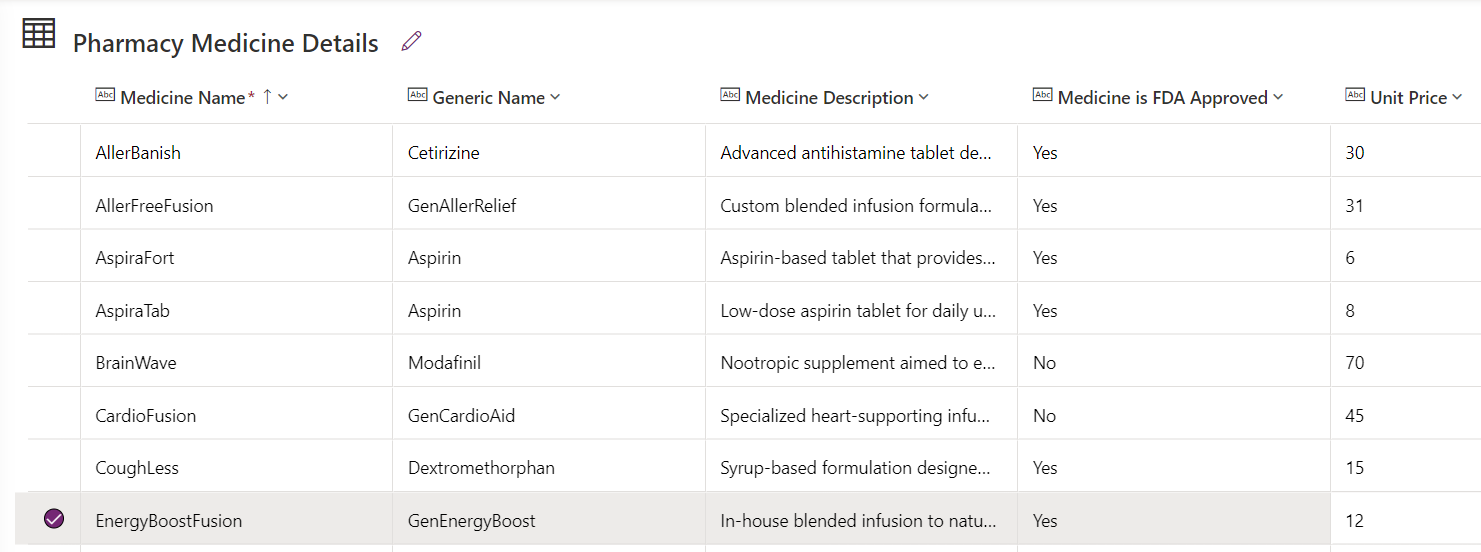 Pharmacy Medicine Details
Abc Medicine Name* ↑ Abc Generic Name Abc Medicine Description Abc Medicine is FDA Approved Abc Unit Price
AllerBanish Cetirizine Advanced antihistamine tablet de... Yes 30
AllerFreeFusion GenAllerRelief Custom blended infusion formula... Yes 31
AspiraFort Aspirin Aspirin-based tablet that provides... Yes 6
AspiraTab Aspirin Low-dose aspirin tablet for daily u... Yes 8
BrainWave Modafinil Nootropic supplement aimed to e... No 70
CardioFusion GenCardioAid Specialized heart-supporting infu... No 45
CoughLess Dextromethorphan Syrup-based formulation designe... Yes 15
EnergyBoostFusion GenEnergyBoost In-house blended infusion to natu... Yes 12